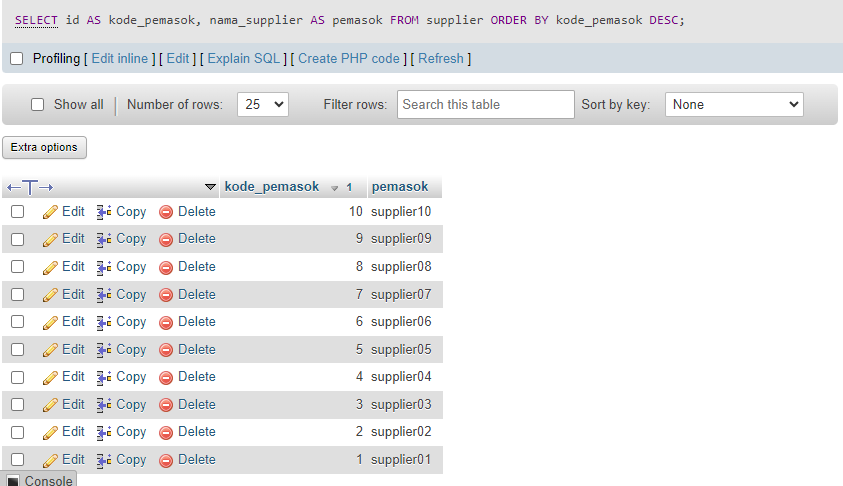 SELECT id AS kode_pemasok, nama_supplier AS pemasok FROM supplier ORDER BY kode_pemasok DESC;
Profiling [ Edit inline ] [ Edit ] [ Explain SQL ] [ Create PHP code ] [ Refresh ]
Show all Number of rows: 25 Filter rows: Search this table Sort by key: None
Extra options
kode_pemasok 1 pemasok
Edit Copy Delete 10 supplier10
Edit Copy Delete 9 supplier09
Edit Copy Delete 8 supplier08
Edit Copy Delete 7 supplier07
Edit Copy Delete 6 supplier06
Edit Copy Delete 5 supplier05
Edit Copy Delete 4 supplier04
Edit Copy Delete 3 supplier03
Edit Copy Delete 2 supplier02
Edit Copy Delete 1 supplier01
Console